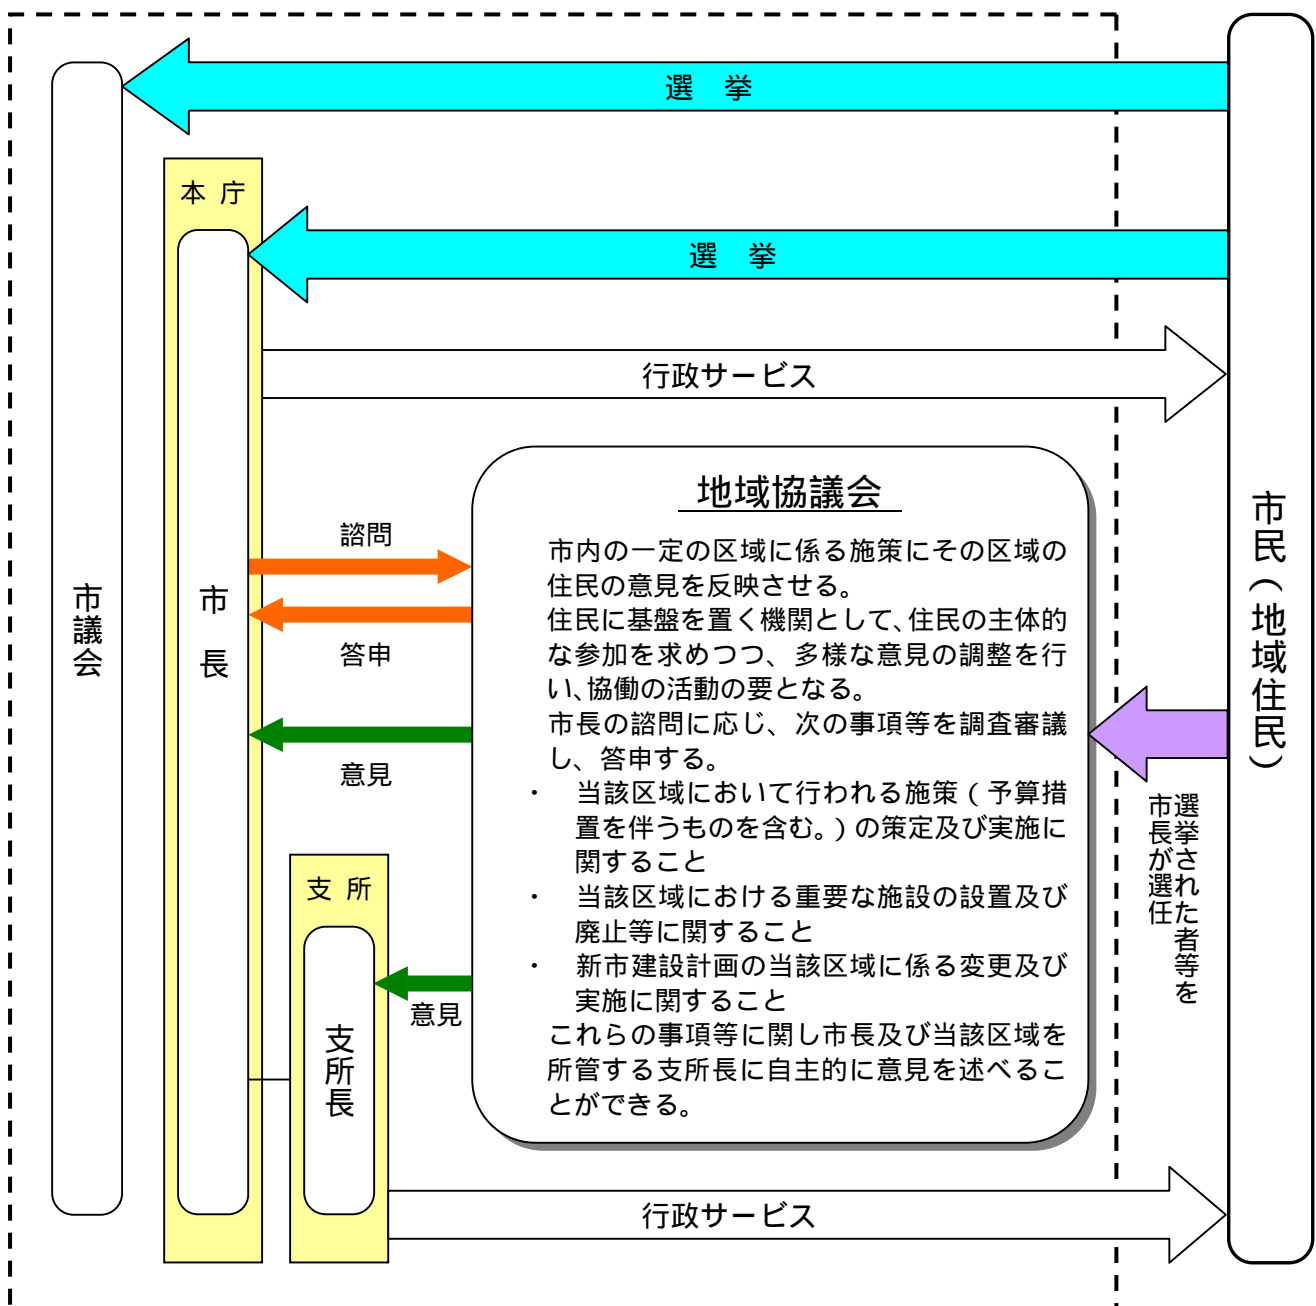 選　挙
本 庁
選　挙
行政サービス
市議会
市 長
諮問
答申
意見
地域協議会
市内の一定の区域に係る施策にその区域の
住民の意見を反映させる。
住民に基盤を置く機関として、住民の主体的
な参加を求めつつ、多様な意見の調整を行
い、協働の活動の要となる。
市長の諮問に応じ、次の事項等を調査審議
し、答申する。
・　当該区域において行われる施策（予算措
置を伴うものを含む。）の策定及び実施に
関すること
・　当該区域における重要な施設の設置及び
廃止等に関すること
・　新市建設計画の当該区域に係る変更及び
実施に関すること
これらの事項等に関し市長及び当該区域を
所管する支所長に自主的に意見を述べるこ
とができる。
支 所
支所長
意見
行政サービス
市民（地域住民）
選挙された者等を
市長が選任